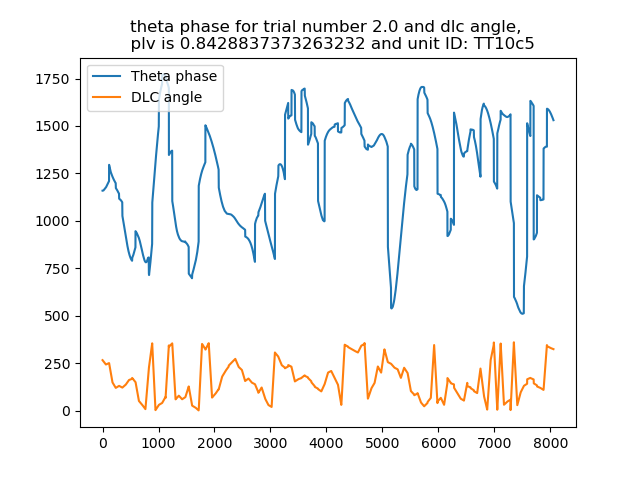 theta phase for trial number 2.0 and dlc angle,
plv is 0.8428837373263232 and unit ID: TT10c5
Theta phase
DLC angle
1750
1500
1250
1000
750
500
250
0
0 1000 2000 3000 4000 5000 6000 7000 8000